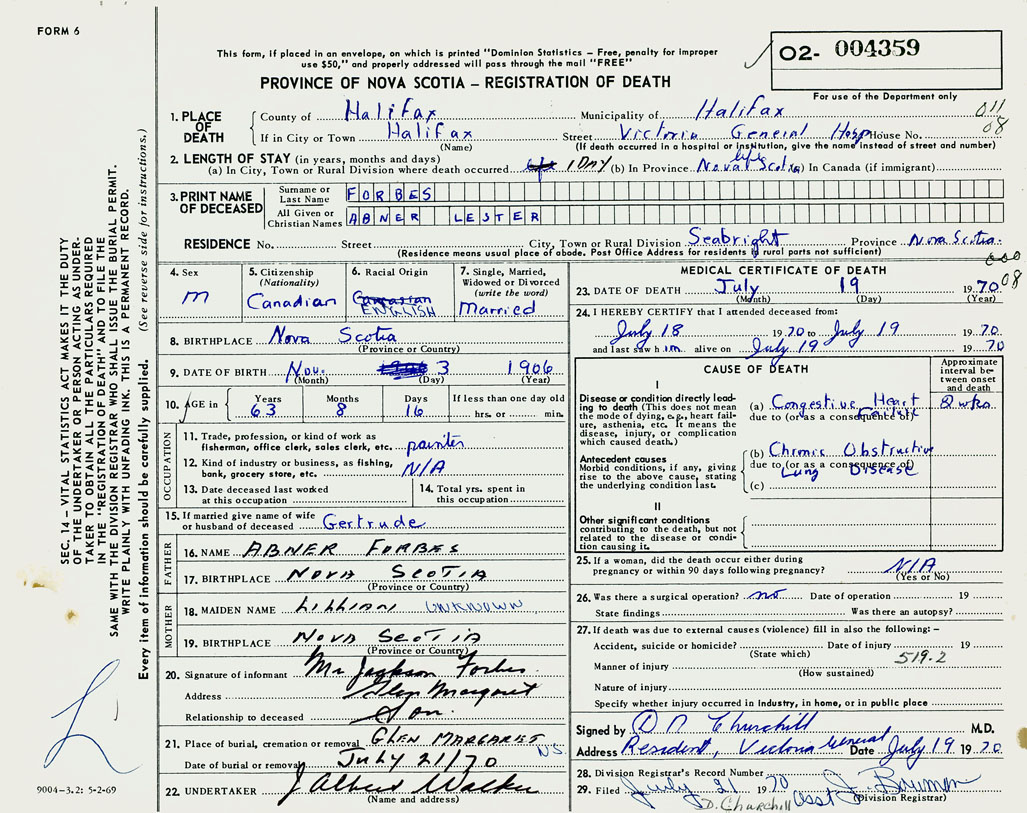 FORM 6
This form, if placed in an envelope, on which is printed "Dominion Statistics – Free, penalty for improper
use $50," and properly addressed will pass through the mail "FREE"
O2- 004359
PROVINCE OF NOVA SCOTIA – REGISTRATION OF DEATH
For use of the Department only
1. PLACE OF DEATH County of Halifax Municipality of Halifax 011
If in City or Town Halifax Street Victoria General Hosp House No. 08
(Name) (If death occurred in a hospital or institution, give the name instead of street and number)
2. LENGTH OF STAY (in years, months and days)
(a) In City, Town or Rural Division where death occurred 1 DAY (b) In Province life Nova Scotia (c) In Canada (if immigrant)
3. PRINT NAME OF DECEASED Surname or Last Name FORBES
All Given or Christian Names ABNER LESTER
RESIDENCE No. Street City, Town or Rural Division Seabright Province Nova Scotia.
(Residence means usual place of abode. Post Office Address for residents of rural parts not sufficient)
08
4. Sex M
5. Citizenship (Nationality) Canadian
6. Racial Origin Caucasian ENGLISH
7. Single, Married, Widowed or Divorced (write the word) Married
8. BIRTHPLACE Nova Scotia
(Province or Country)
9. DATE OF BIRTH Nov. 3 1906
(Month) (Day) (Year)
10. AGE in Years Months Days If less than one day old
63 8 16 hrs. or min.
OCCUPATION
11. Trade, profession, or kind of work as
fisherman, office clerk, sales clerk, etc. painter
12. Kind of industry or business, as fishing,
bank, grocery store, etc. N/A
13. Date deceased last worked
at this occupation
14. Total yrs. spent in
this occupation
15. If married give name of wife
or husband of deceased Gertrude
FATHER
16. NAME ABNER FORBES
17. BIRTHPLACE NOVA SCOTIA
(Province or Country)
MOTHER
18. MAIDEN NAME LILLIAN UNKNOWN
19. BIRTHPLACE NOVA SCOTIA
(Province or Country)
20. Signature of informant Mr Jackson Forbes
Address Glen Margaret
Relationship to deceased Son.
21. Place of burial, cremation or removal GLEN MARGARET N.S.
Date of burial or removal JULY 21/70
22. UNDERTAKER J Albert Walker
(Name and address)
MEDICAL CERTIFICATE OF DEATH
23. DATE OF DEATH July 19 1970
(Month) (Day) (Year)
24. I HEREBY CERTIFY that I attended deceased from:
July 18 1970 to July 19 1970
and last saw him alive on July 19 1970
CAUSE OF DEATH
Approximate interval between onset and death
I
Disease or condition directly leading to death (This does not mean the mode of dying, e.g., heart failure, asthenia, etc. It means the disease, injury, or complication which caused death.)
(a) Congestive Heart Failure 2 wks
due to (or as a consequence of)
Antecedent causes
Morbid conditions, if any, giving rise to the above cause, stating the underlying condition last.
(b) Chronic Obstructive
due to (or as a consequence of)
Lung Disease
(c)
II
Other significant conditions
contributing to the death, but not related to the disease or condition causing it.
25. If a woman, did the death occur either during
pregnancy or within 90 days following pregnancy? N/A
(Yes or No)
26. Was there a surgical operation? no Date of operation 19
State findings Was there an autopsy?
27. If death was due to external causes (violence) fill in also the following: –
Accident, suicide or homicide? Date of injury 19
(State which) 519.2
Manner of injury
(How sustained)
Nature of injury
Specify whether injury occurred in Industry, in home, or in public place
Signed by D N Churchill M.D.
Address Resident, Victoria General Date July 19 1970
28. Division Registrar's Record Number
29. Filed July 21 1970 Asst J. Bauman
D. Churchill (Division Registrar)
SEC. 14 – VITAL STATISTICS ACT MAKES IT THE DUTY
OF THE UNDERTAKER OR PERSON ACTING AS UNDER-
TAKER TO OBTAIN ALL THE PARTICULARS REQUIRED
IN THE "REGISTRATION OF DEATH" AND TO FILE THE
SAME WITH THE DIVISION REGISTRAR WHO SHALL ISSUE THE BURIAL PERMIT.
WRITE PLAINLY WITH UNFADING INK. THIS IS A PERMANENT RECORD.
Every item of information should be carefully supplied. (See reverse side for instructions.)
9004–3.2: 5-2-69